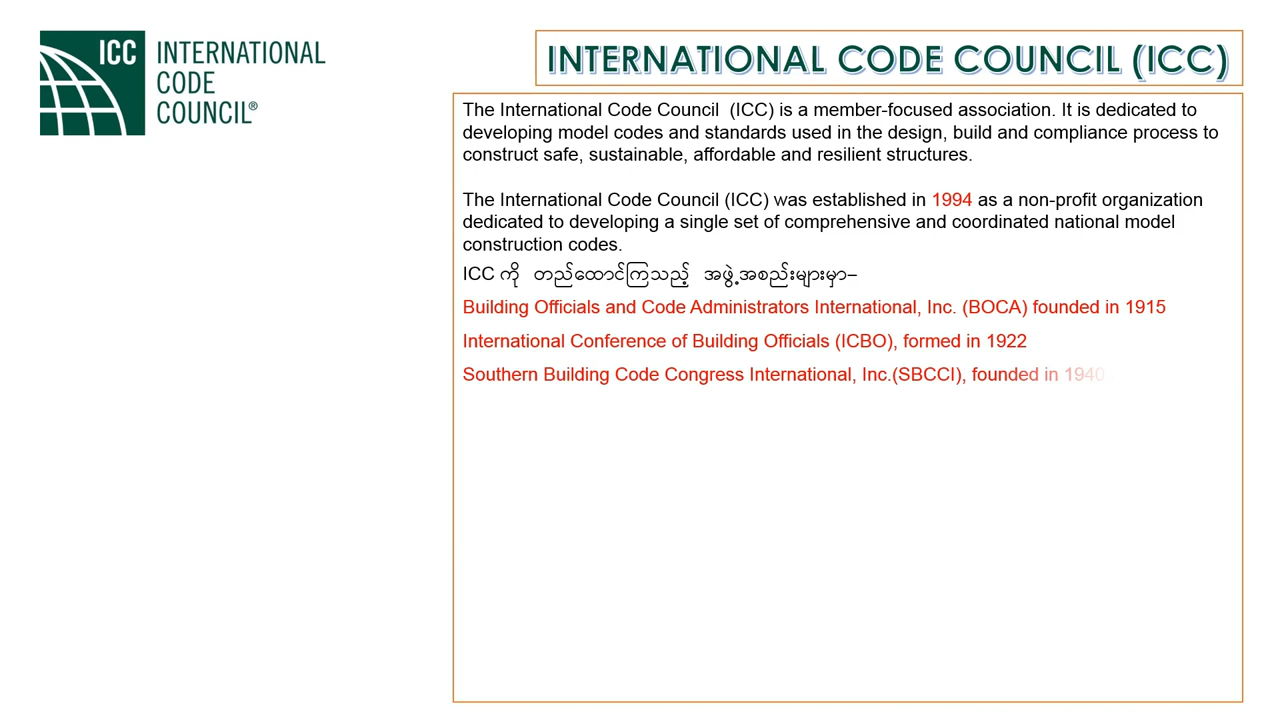 ICC INTERNATIONAL
CODE
COUNCIL®
INTERNATIONAL CODE COUNCIL (ICC)
The International Code Council (ICC) is a member-focused association. It is dedicated to
developing model codes and standards used in the design, build and compliance process to
construct safe, sustainable, affordable and resilient structures.
The International Code Council (ICC) was established in 1994 as a non-profit organization
dedicated to developing a single set of comprehensive and coordinated national model
construction codes.
ICC ကို တည်ထောင်ကြသည့် အဖွဲ့အစည်းများမှာ–
Building Officials and Code Administrators International, Inc. (BOCA) founded in 1915
International Conference of Building Officials (ICBO), formed in 1922
Southern Building Code Congress International, Inc.(SBCCI), founded in 1940